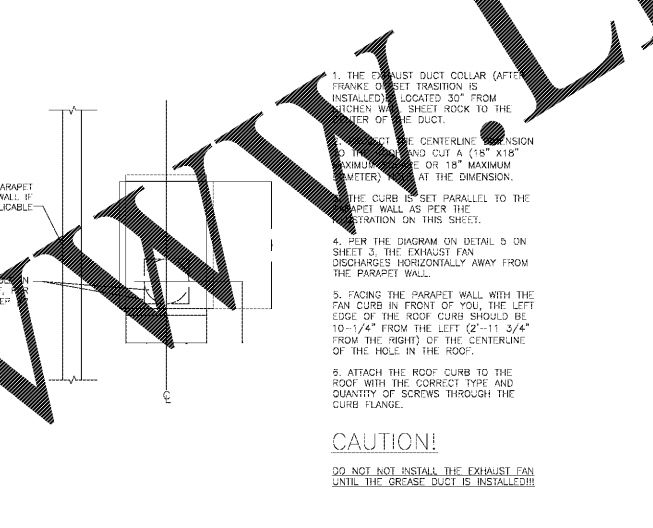 WWW.
PARAPET
WALL IF
1. THE EXHAUST DUCT COLLAR (AFTER
FRANKE OFFSET TRASITION IS
INSTALLED) LOCATED 30" FROM
KITCHEN WALL SHEET ROCK TO THE
CENTER OF THE DUCT.
THE CENTERLINE DIMENSION
AND CUT A (18" X18"
MAXIMUM OR 18" MAXIMUM
DIAMETER) AT THE DIMENSION.
THE CURB IS SET PARALLEL TO THE
PARAPET WALL AS PER THE
ON THIS SHEET.
4. PER THE DIAGRAM ON DETAIL 5 ON
SHEET 3, THE EXHAUST FAN
DISCHARGES HORIZONTALLY AWAY FROM
THE PARAPET WALL.
5. FACING THE PARAPET WALL WITH THE
FAN CURB IN FRONT OF YOU, THE LEFT
EDGE OF THE ROOF CURB SHOULD BE
10-1/4" FROM THE LEFT (2'-11 3/4"
FROM THE RIGHT) OF THE CENTERLINE
OF THE HOLE IN THE ROOF.
6. ATTACH THE ROOF CURB TO THE
ROOF WITH THE CORRECT TYPE AND
QUANTITY OF SCREWS THROUGH THE
CURB FLANGE.
CAUTION!
DO NOT NOT INSTALL THE EXHAUST FAN
UNTIL THE GREASE DUCT IS INSTALLED!!!